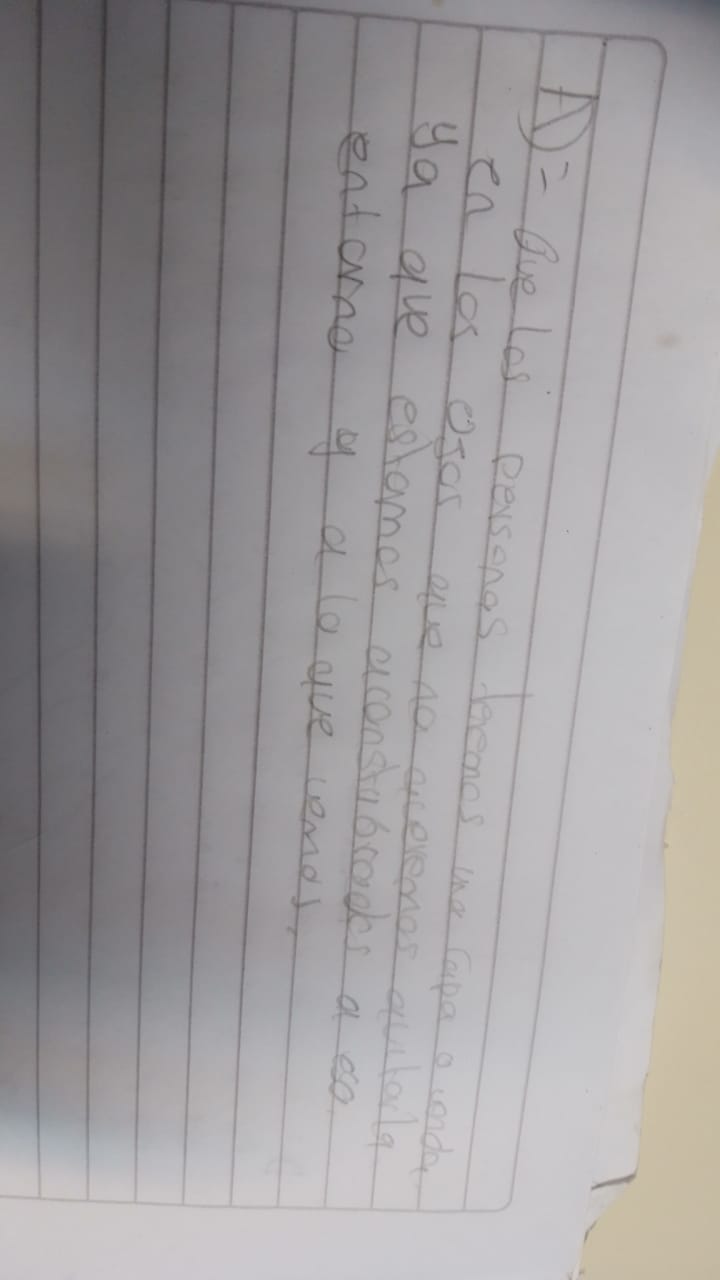 A)= Que las personas tenemos una capa o venda
en los ojos que no queremos quitarla
ya que estamos aconstubrados a eso
entorno y a lo que vemos.